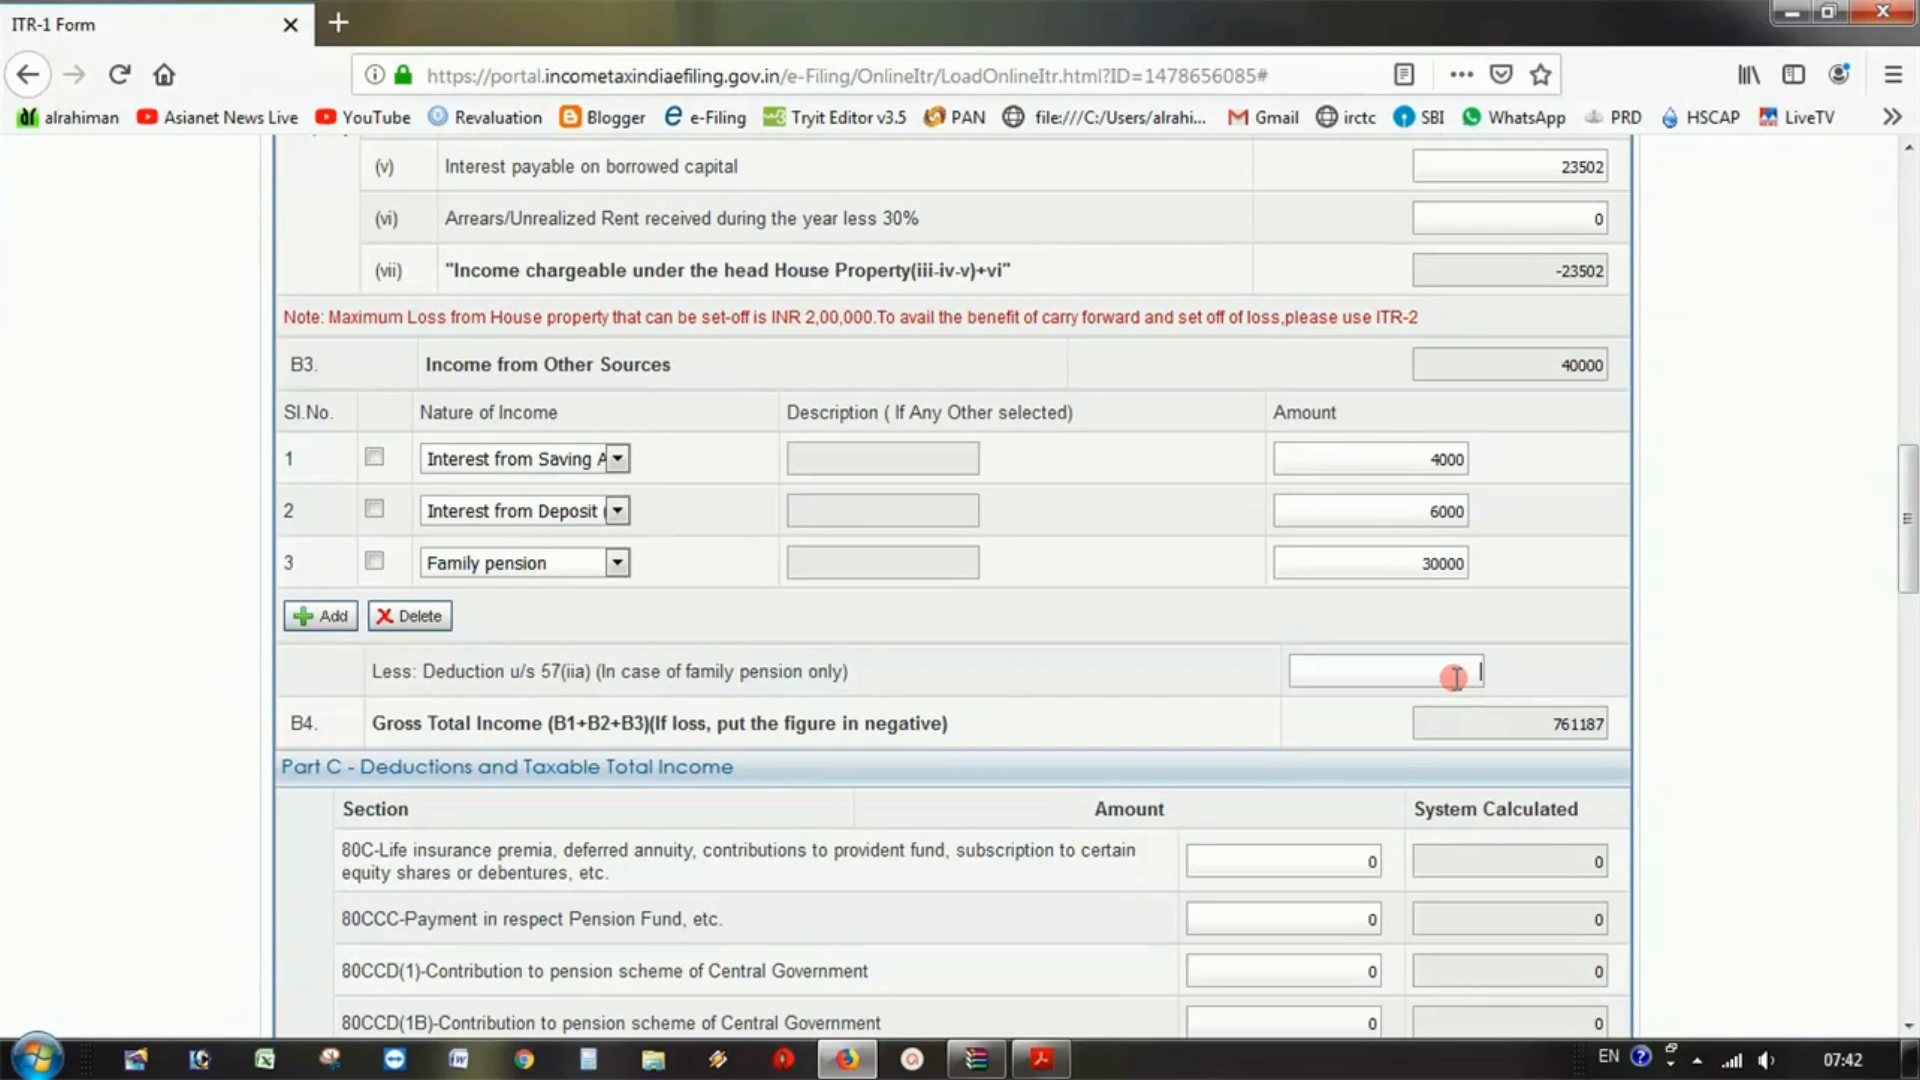 ITR-1 Form
https://portal.incometaxindiaefiling.gov.in/e-Filing/OnlineItr/LoadOnlineItr.html?ID=1478656085#
alrahiman Asianet News Live YouTube Revaluation Blogger e-Filing Tryit Editor v3.5 PAN file:///C:/Users/alrahi... Gmail irctc SBI WhatsApp PRD HSCAP LiveTV
(v) Interest payable on borrowed capital 23502
(vi) Arrears/Unrealized Rent received during the year less 30% 0
(vii) "Income chargeable under the head House Property(iii-iv-v)+vi" -23502
Note: Maximum Loss from House property that can be set-off is INR 2,00,000.To avail the benefit of carry forward and set off of loss,please use ITR-2
B3. Income from Other Sources 40000
Sl.No. Nature of Income Description ( If Any Other selected) Amount
1 Interest from Saving A 4000
2 Interest from Deposit ( 6000
3 Family pension 30000
Add Delete
Less: Deduction u/s 57(iia) (In case of family pension only)
B4. Gross Total Income (B1+B2+B3)(If loss, put the figure in negative) 761187
Part C - Deductions and Taxable Total Income
Section Amount System Calculated
80C-Life insurance premia, deferred annuity, contributions to provident fund, subscription to certain
equity shares or debentures, etc. 0 0
80CCC-Payment in respect Pension Fund, etc. 0 0
80CCD(1)-Contribution to pension scheme of Central Government 0 0
80CCD(1B)-Contribution to pension scheme of Central Government 0 0
EN 07:42